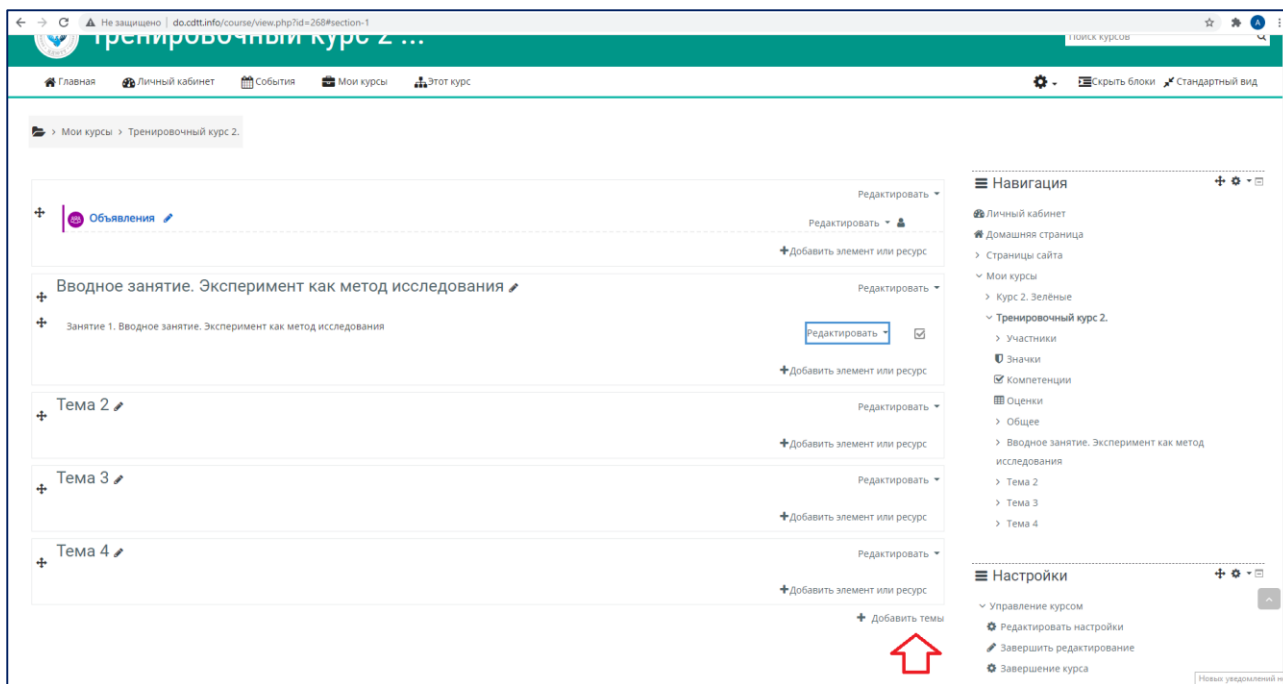 Не защищено | do.cdtt.info/course/view.php?id=268#section-1
Тренировочный курс 2 ...
Поиск курсов
Главная Личный кабинет События Мои курсы Этот курс
Скрыть блоки Стандартный вид
> Мои курсы > Тренировочный курс 2.
Редактировать
Объявления
Редактировать
Добавить элемент или ресурс
Вводное занятие. Эксперимент как метод исследования
Редактировать
Занятие 1. Вводное занятие. Эксперимент как метод исследования
Редактировать
Добавить элемент или ресурс
Тема 2
Редактировать
Добавить элемент или ресурс
Тема 3
Редактировать
Добавить элемент или ресурс
Тема 4
Редактировать
Добавить элемент или ресурс
Добавить темы
Навигация
Личный кабинет
Домашняя страница
Страницы сайта
Мои курсы
Курс 2. Зелёные
Тренировочный курс 2.
Участники
Значки
Компетенции
Оценки
Общее
Вводное занятие. Эксперимент как метод
исследования
Тема 2
Тема 3
Тема 4
Настройки
Управление курсом
Редактировать настройки
Завершить редактирование
Завершение курса
Новых уведомлений